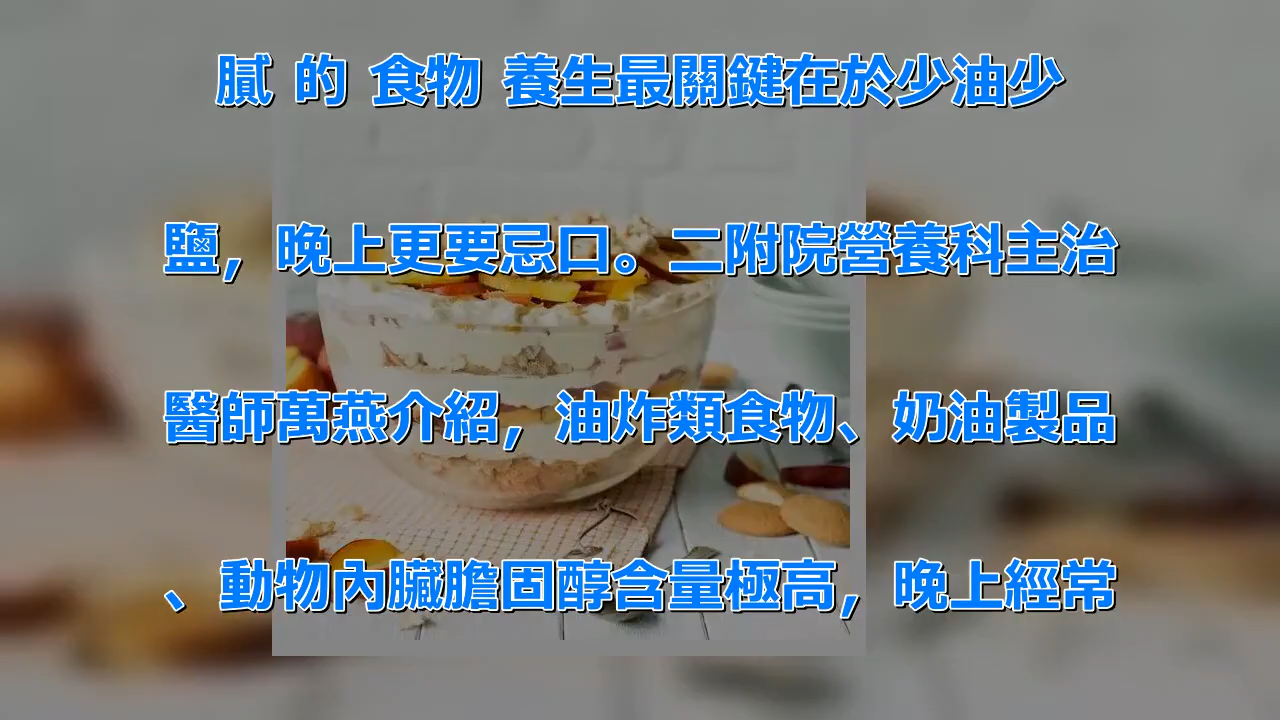 膩 的 食物 養生最關鍵在於少油少
鹽，晚上更要忌口。二附院營養科主治
醫師萬燕介紹，油炸類食物、奶油製品
、動物內臟膽固醇含量極高，晚上經常